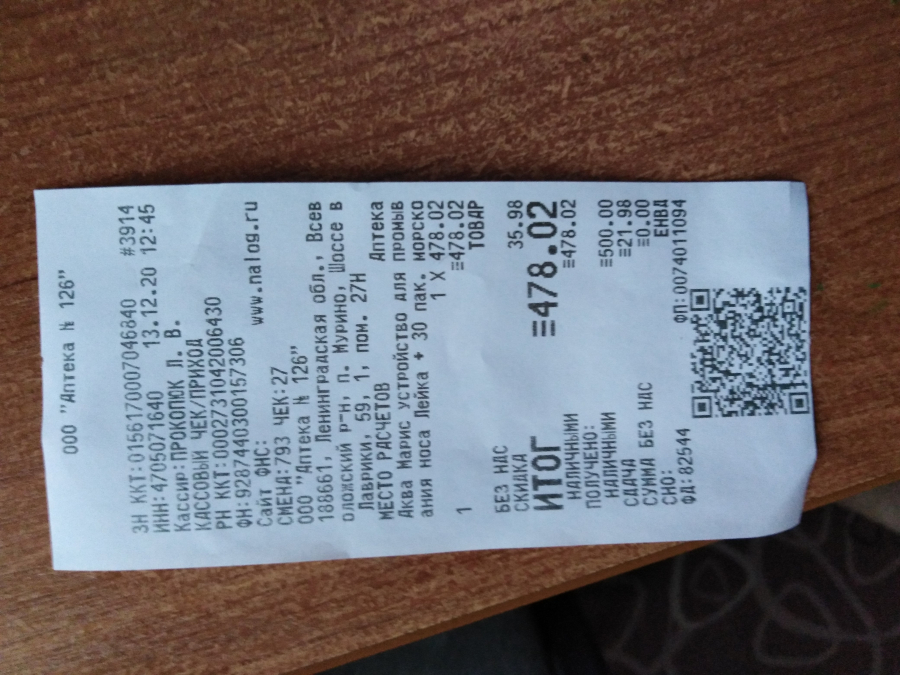 ООО "Аптека № 126"
ЗН ККТ:0156170007046840 #3914
ИНН:4705071640 13.12.20 12:45
Кассир:ПРОКОПЮК Л. В.
КАССОВЫЙ ЧЕК/ПРИХОД
РН ККТ:0002731042006430
ФН:9287440300157306
Сайт ФНС: www.nalog.ru
СМЕНА:793 ЧЕК:27
ООО "Аптека № 126"
188661, Ленинградская обл., Всев
оложский р-н, п. Мурино, Шоссе в
Лаврики, 59, 1, пом. 27Н
МЕСТО РАСЧЕТОВ Аптека
Аква Марис устройство для промыв
ания носа Лейка + 30 пак. морско
1 X 478.02
1 ≡478.02
ТОВАР
БЕЗ НДС
СКИДКА 35.98
ИТОГ ≡478.02
НАЛИЧНЫМИ ≡478.02
ПОЛУЧЕНО:
НАЛИЧНЫМИ ≡500.00
СДАЧА ≡21.98
СУММА БЕЗ НДС ≡0.00
СНО: ЕНВД
ФД:82544 ФП:0074011094